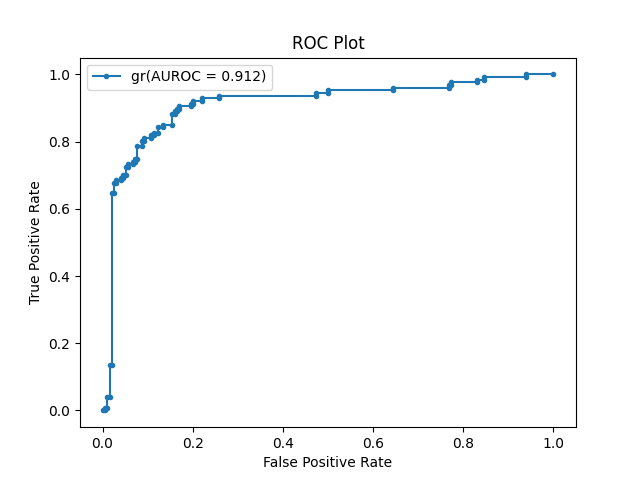 ROC Plot
gr(AUROC = 0.912)
1.0
0.8
0.6
0.4
0.2
0.0
True Positive Rate
0.0 0.2 0.4 0.6 0.8 1.0
False Positive Rate